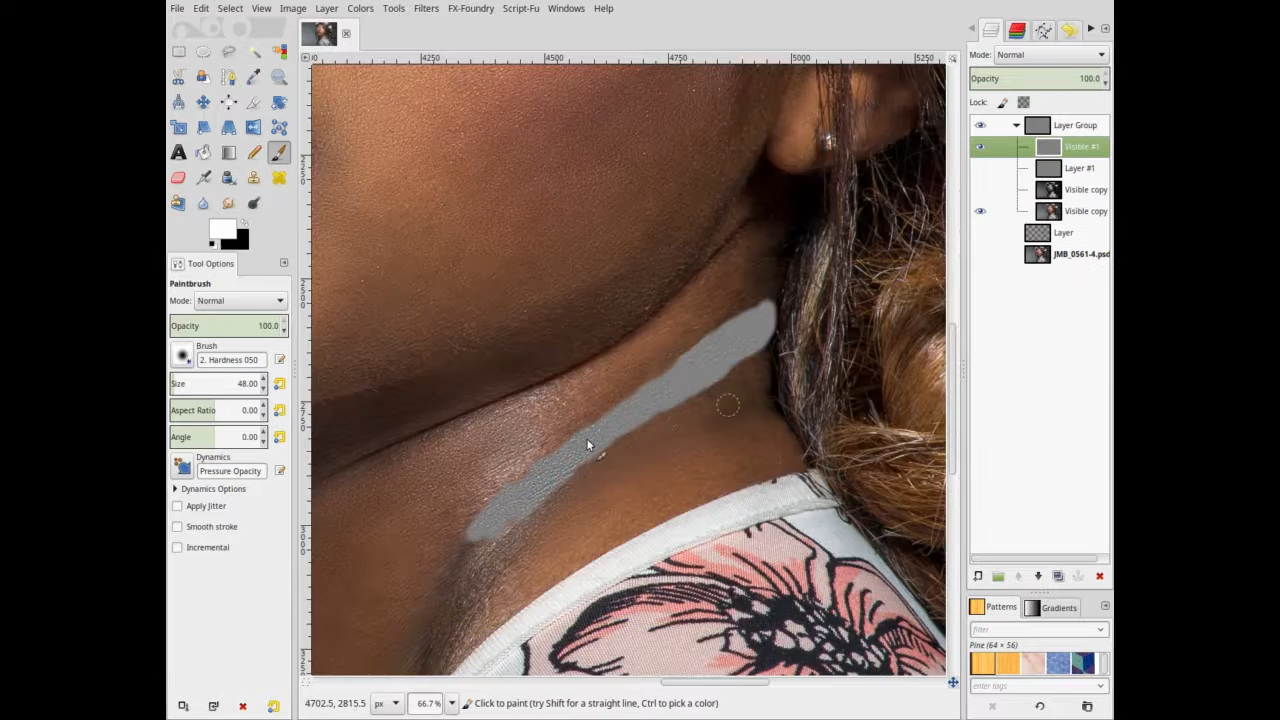 File Edit Select View Image Layer Colors Tools Filters FX-Foundry Script-Fu Windows Help
4250 4500 4750 5000 5250
Mode: Normal
Opacity 100.0
Lock:
Layer Group
Visible #1
Layer #1
Visible copy
Visible copy
Layer
JMB_0561-4.psd
Tool Options
Paintbrush
Mode: Normal
Opacity 100.0
Brush
2. Hardness 050
Size 48.00
Aspect Ratio 0.00
Angle 0.00
Dynamics
Pressure Opacity
Dynamics Options
Apply Jitter
Smooth stroke
Incremental
Patterns Gradients
filter
Pine (64 × 56)
enter tags
4702.5, 2815.5 px 66.7% Click to paint (try Shift for a straight line, Ctrl to pick a color)